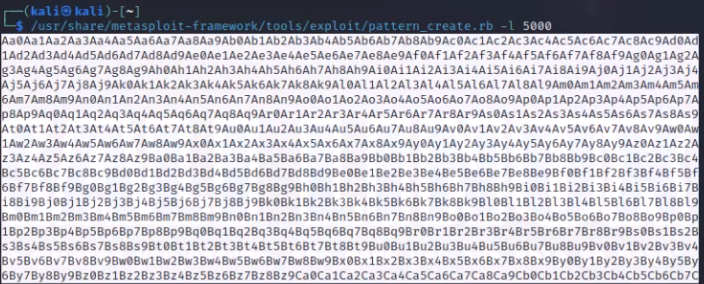 ┌──(kali㉿kali)-[~]
└─$ /usr/share/metasploit-framework/tools/exploit/pattern_create.rb -l 5000
Aa0Aa1Aa2Aa3Aa4Aa5Aa6Aa7Aa8Aa9Ab0Ab1Ab2Ab3Ab4Ab5Ab6Ab7Ab8Ab9Ac0Ac1Ac2Ac3Ac4Ac5Ac6Ac7Ac8Ac9Ad0Ad
1Ad2Ad3Ad4Ad5Ad6Ad7Ad8Ad9Ae0Ae1Ae2Ae3Ae4Ae5Ae6Ae7Ae8Ae9Af0Af1Af2Af3Af4Af5Af6Af7Af8Af9Ag0Ag1Ag2A
g3Ag4Ag5Ag6Ag7Ag8Ag9Ah0Ah1Ah2Ah3Ah4Ah5Ah6Ah7Ah8Ah9Ai0Ai1Ai2Ai3Ai4Ai5Ai6Ai7Ai8Ai9Aj0Aj1Aj2Aj3Aj4
Aj5Aj6Aj7Aj8Aj9Ak0Ak1Ak2Ak3Ak4Ak5Ak6Ak7Ak8Ak9Al0Al1Al2Al3Al4Al5Al6Al7Al8Al9Am0Am1Am2Am3Am4Am5Am
6Am7Am8Am9An0An1An2An3An4An5An6An7An8An9Ao0Ao1Ao2Ao3Ao4Ao5Ao6Ao7Ao8Ao9Ap0Ap1Ap2Ap3Ap4Ap5Ap6Ap7A
p8Ap9Aq0Aq1Aq2Aq3Aq4Aq5Aq6Aq7Aq8Aq9Ar0Ar1Ar2Ar3Ar4Ar5Ar6Ar7Ar8Ar9As0As1As2As3As4As5As6As7As8As9
At0At1At2At3At4At5At6At7At8At9Au0Au1Au2Au3Au4Au5Au6Au7Au8Au9Av0Av1Av2Av3Av4Av5Av6Av7Av8Av9Aw0Aw
1Aw2Aw3Aw4Aw5Aw6Aw7Aw8Aw9Ax0Ax1Ax2Ax3Ax4Ax5Ax6Ax7Ax8Ax9Ay0Ay1Ay2Ay3Ay4Ay5Ay6Ay7Ay8Ay9Az0Az1Az2A
z3Az4Az5Az6Az7Az8Az9Ba0Ba1Ba2Ba3Ba4Ba5Ba6Ba7Ba8Ba9Bb0Bb1Bb2Bb3Bb4Bb5Bb6Bb7Bb8Bb9Bc0Bc1Bc2Bc3Bc4
Bc5Bc6Bc7Bc8Bc9Bd0Bd1Bd2Bd3Bd4Bd5Bd6Bd7Bd8Bd9Be0Be1Be2Be3Be4Be5Be6Be7Be8Be9Bf0Bf1Bf2Bf3Bf4Bf5Bf
6Bf7Bf8Bf9Bg0Bg1Bg2Bg3Bg4Bg5Bg6Bg7Bg8Bg9Bh0Bh1Bh2Bh3Bh4Bh5Bh6Bh7Bh8Bh9Bi0Bi1Bi2Bi3Bi4Bi5Bi6Bi7B
i8Bi9Bj0Bj1Bj2Bj3Bj4Bj5Bj6Bj7Bj8Bj9Bk0Bk1Bk2Bk3Bk4Bk5Bk6Bk7Bk8Bk9Bl0Bl1Bl2Bl3Bl4Bl5Bl6Bl7Bl8Bl9
Bm0Bm1Bm2Bm3Bm4Bm5Bm6Bm7Bm8Bm9Bn0Bn1Bn2Bn3Bn4Bn5Bn6Bn7Bn8Bn9Bo0Bo1Bo2Bo3Bo4Bo5Bo6Bo7Bo8Bo9Bp0Bp
1Bp2Bp3Bp4Bp5Bp6Bp7Bp8Bp9Bq0Bq1Bq2Bq3Bq4Bq5Bq6Bq7Bq8Bq9Br0Br1Br2Br3Br4Br5Br6Br7Br8Br9Bs0Bs1Bs2B
s3Bs4Bs5Bs6Bs7Bs8Bs9Bt0Bt1Bt2Bt3Bt4Bt5Bt6Bt7Bt8Bt9Bu0Bu1Bu2Bu3Bu4Bu5Bu6Bu7Bu8Bu9Bv0Bv1Bv2Bv3Bv4
Bv5Bv6Bv7Bv8Bv9Bw0Bw1Bw2Bw3Bw4Bw5Bw6Bw7Bw8Bw9Bx0Bx1Bx2Bx3Bx4Bx5Bx6Bx7Bx8Bx9By0By1By2By3By4By5By
6By7By8By9Bz0Bz1Bz2Bz3Bz4Bz5Bz6Bz7Bz8Bz9Ca0Ca1Ca2Ca3Ca4Ca5Ca6Ca7Ca8Ca9Cb0Cb1Cb2Cb3Cb4Cb5Cb6Cb7C